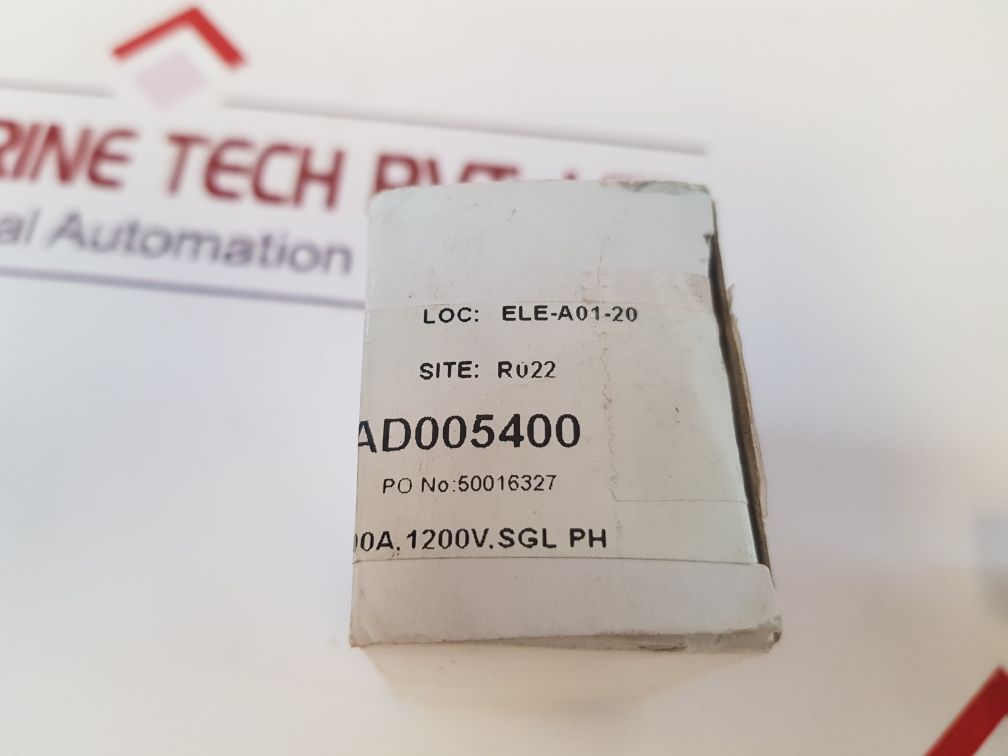 RINE TECH PVT. LT
al Automation
LOC: ELE-A01-20
SITE: R022
AD005400
PO No:50016327
00A,1200V,SGL PH